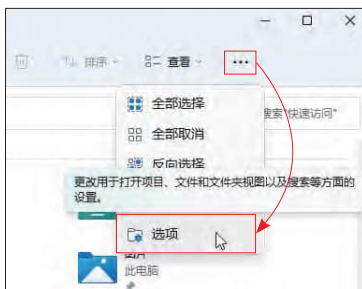 排序 查看 ...
全部选择
搜索"快速访问"
全部取消
反向选择
更改用于打开项目、文件和文件夹视图以及搜索等方面的
设置。
选项
图片
此电脑